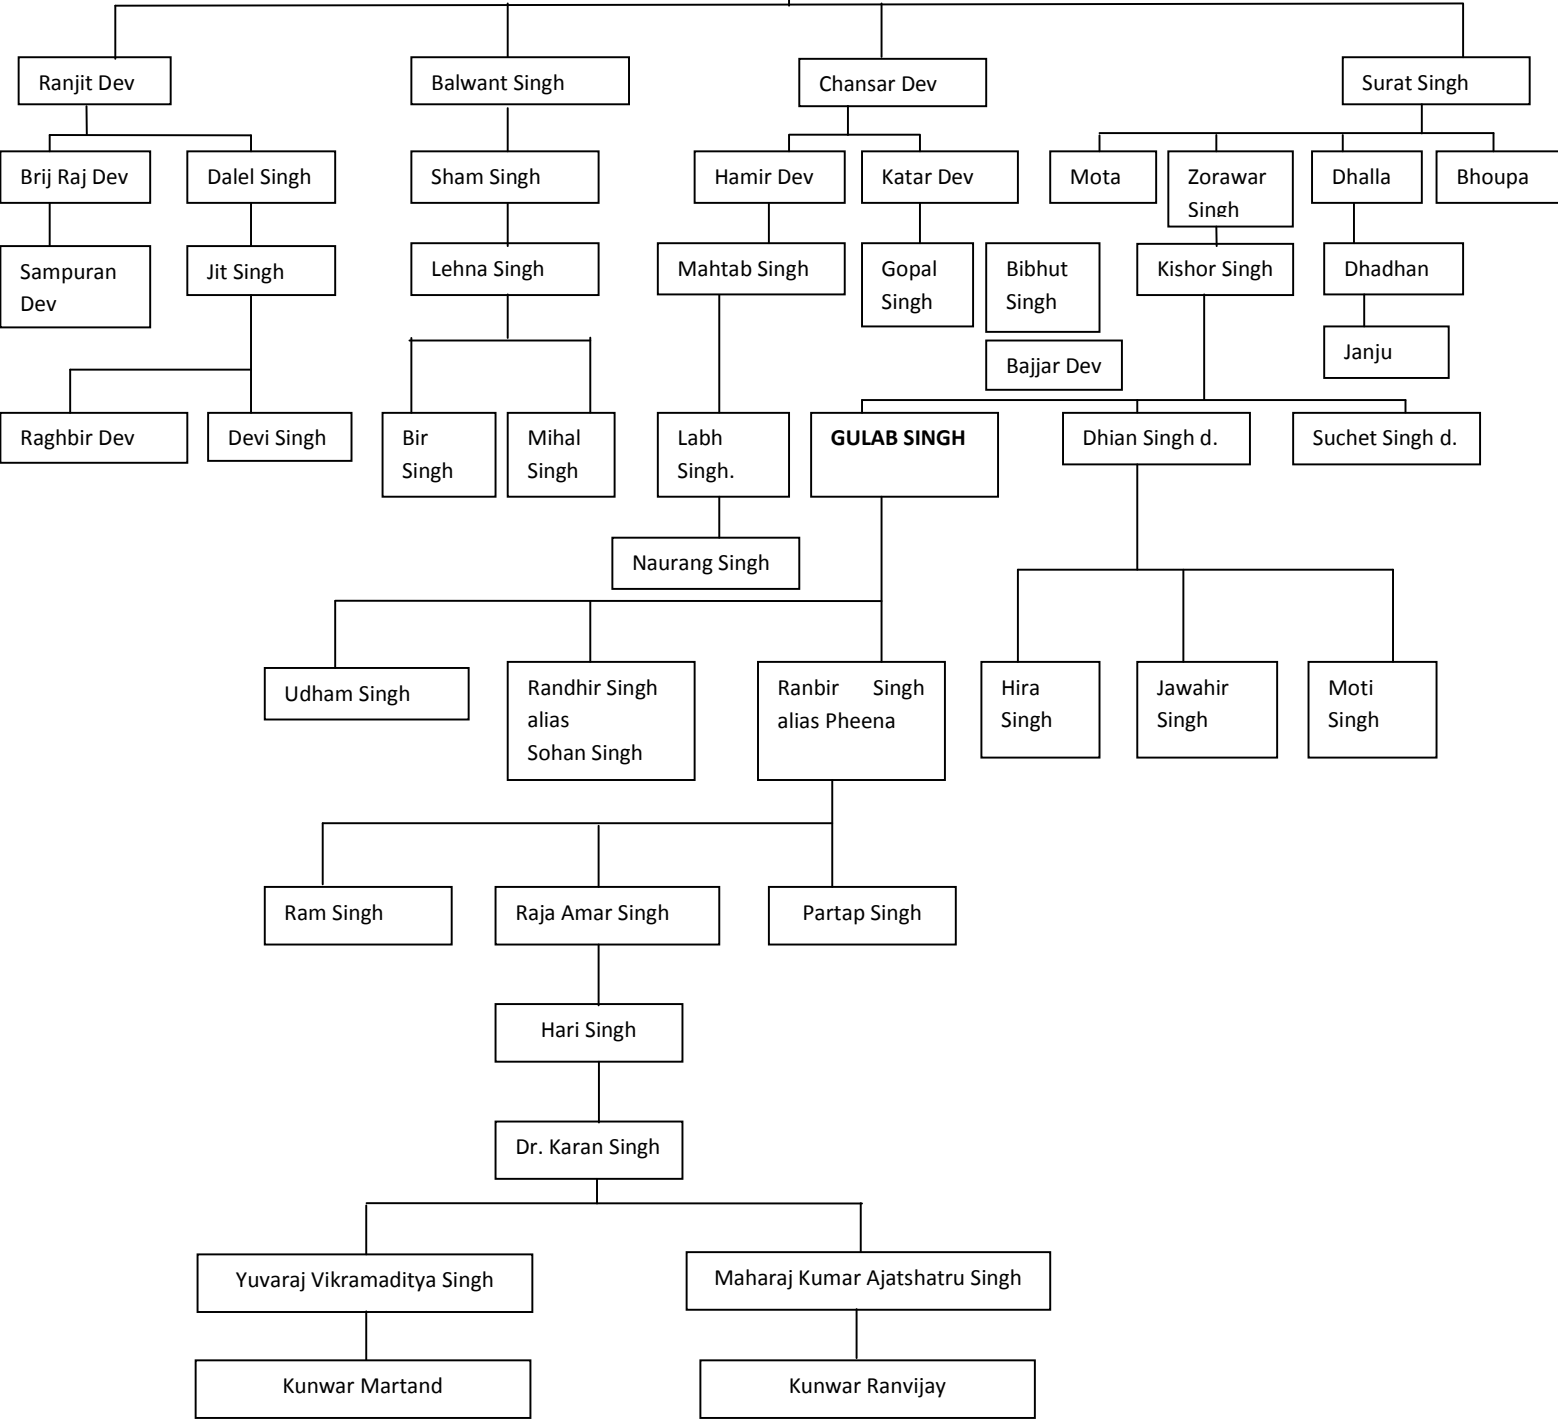 Ranjit Dev
Balwant Singh
Chansar Dev
Surat Singh
Brij Raj Dev
Dalel Singh
Sham Singh
Hamir Dev
Katar Dev
Mota
Zorawar
Singh
Dhalla
Bhoupa
Sampuran
Dev
Jit Singh
Lehna Singh
Mahtab Singh
Gopal
Singh
Bibhut
Singh
Kishor Singh
Dhadhan
Bajjar Dev
Janju
Raghbir Dev
Devi Singh
Bir
Singh
Mihal
Singh
Labh
Singh.
GULAB SINGH
Dhian Singh d.
Suchet Singh d.
Naurang Singh
Udham Singh
Randhir Singh
alias
Sohan Singh
Ranbir Singh
alias Pheena
Hira
Singh
Jawahir
Singh
Moti
Singh
Ram Singh
Raja Amar Singh
Partap Singh
Hari Singh
Dr. Karan Singh
Yuvaraj Vikramaditya Singh
Maharaj Kumar Ajatshatru Singh
Kunwar Martand
Kunwar Ranvijay